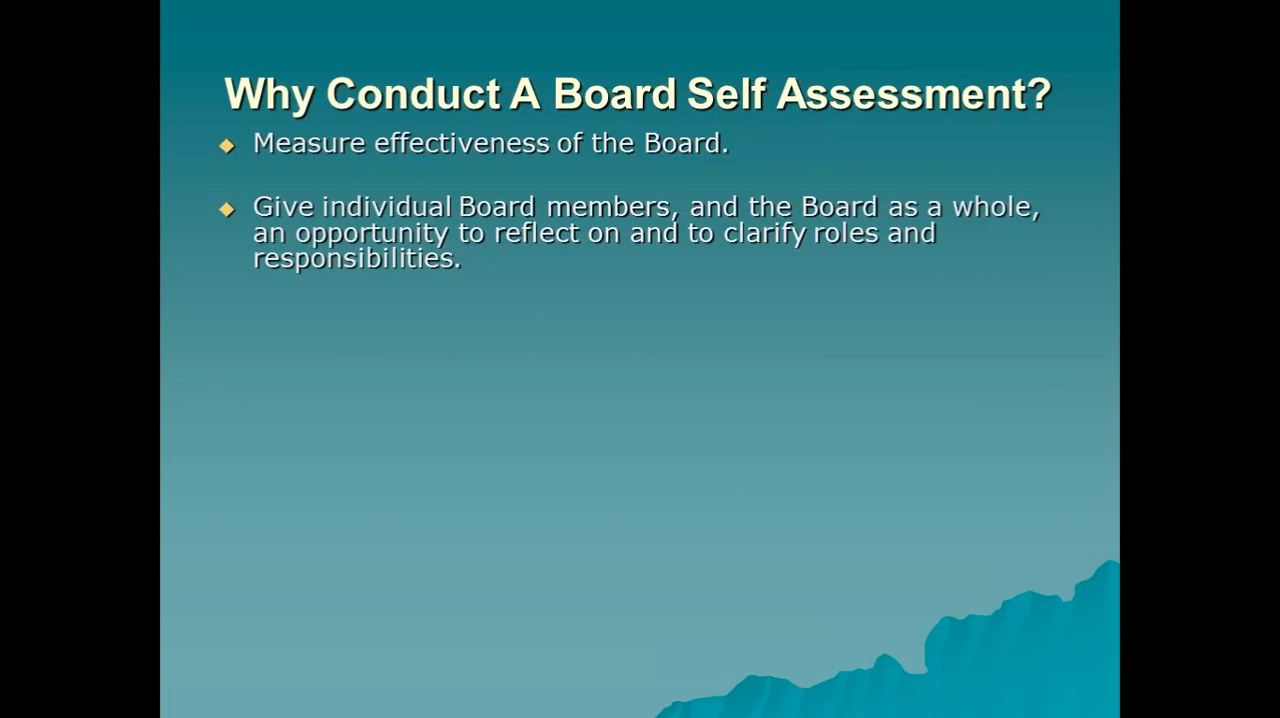 Why Conduct A Board Self Assessment?
Measure effectiveness of the Board.
Give individual Board members, and the Board as a whole,
an opportunity to reflect on and to clarify roles and
responsibilities.